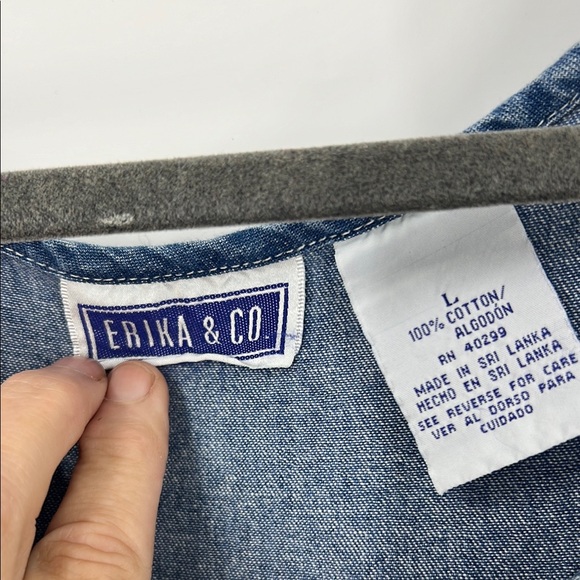 ERIKA & CO
L
100% COTTON/
ALGODÓN
RN 40299
MADE IN SRI LANKA
HECHO EN SRI LANKA
SEE REVERSE FOR CARE
VER AL DORSO PARA
CUIDADO